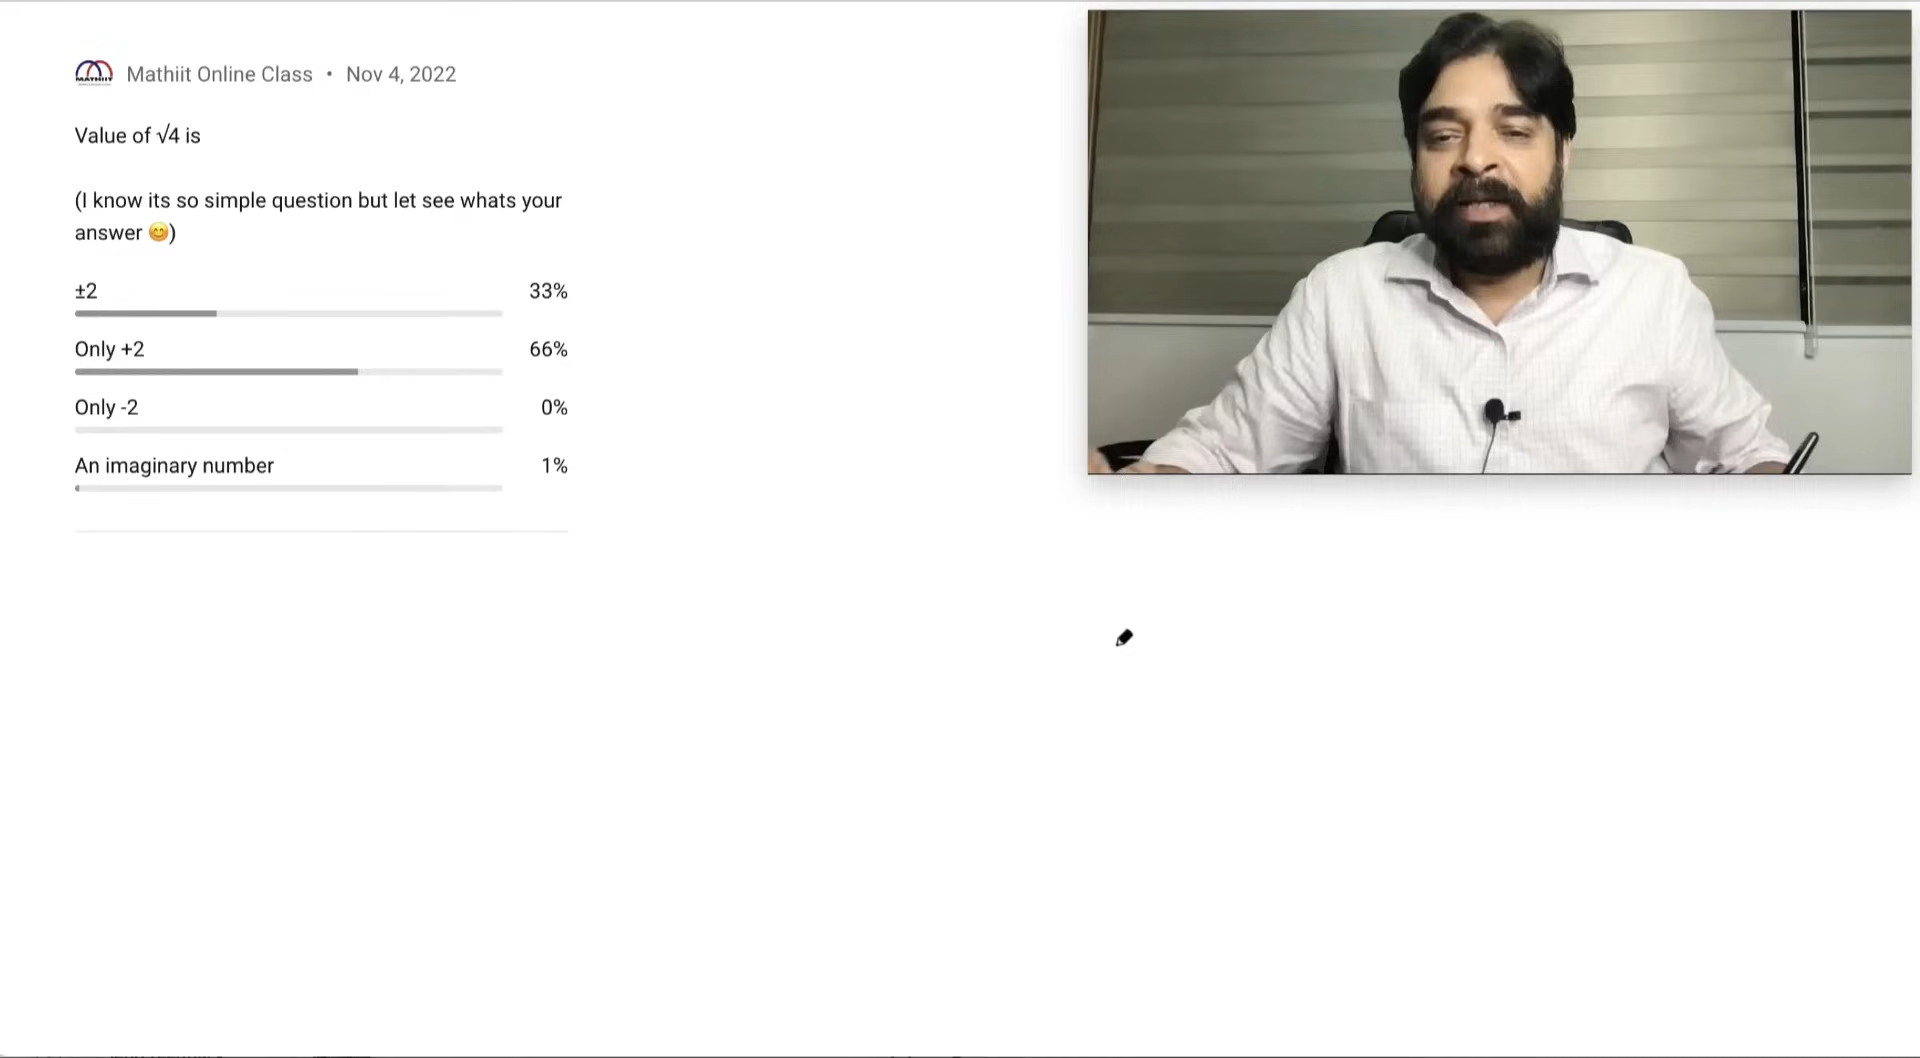 MATHIIT
Mathiit Online Class • Nov 4, 2022
Value of √4 is
(I know its so simple question but let see whats your
answer 😊)
±2 33%
Only +2 66%
Only -2 0%
An imaginary number 1%